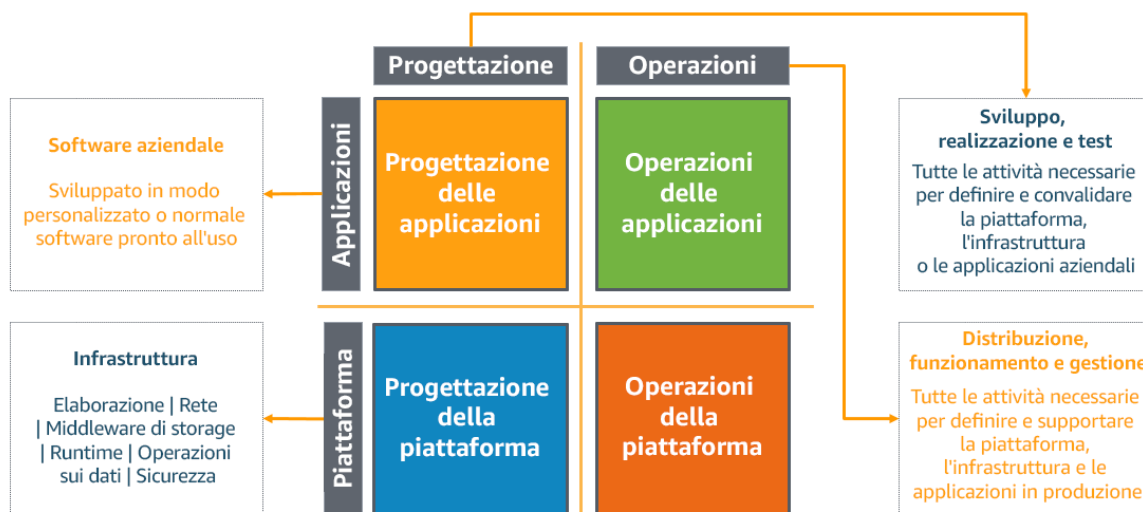 Progettazione
Operazioni
Applicazioni
Piattaforma
Software aziendale
Sviluppato in modo
personalizzato o normale
software pronto all'uso
Progettazione
delle
applicazioni
Operazioni
delle
applicazioni
Sviluppo,
realizzazione e test
Tutte le attività necessarie
per definire e convalidare
la piattaforma,
l'infrastruttura
o le applicazioni aziendali
Infrastruttura
Elaborazione | Rete
| Middleware di storage
| Runtime | Operazioni
sui dati | Sicurezza
Progettazione
della
piattaforma
Operazioni
della
piattaforma
Distribuzione,
funzionamento e gestione
Tutte le attività necessarie
per definire e supportare
la piattaforma,
l'infrastruttura e le
applicazioni in produzione